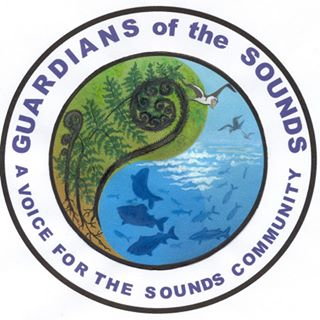 GUARDIANS of the SOUNDS
A VOICE FOR THE SOUNDS COMMUNITY